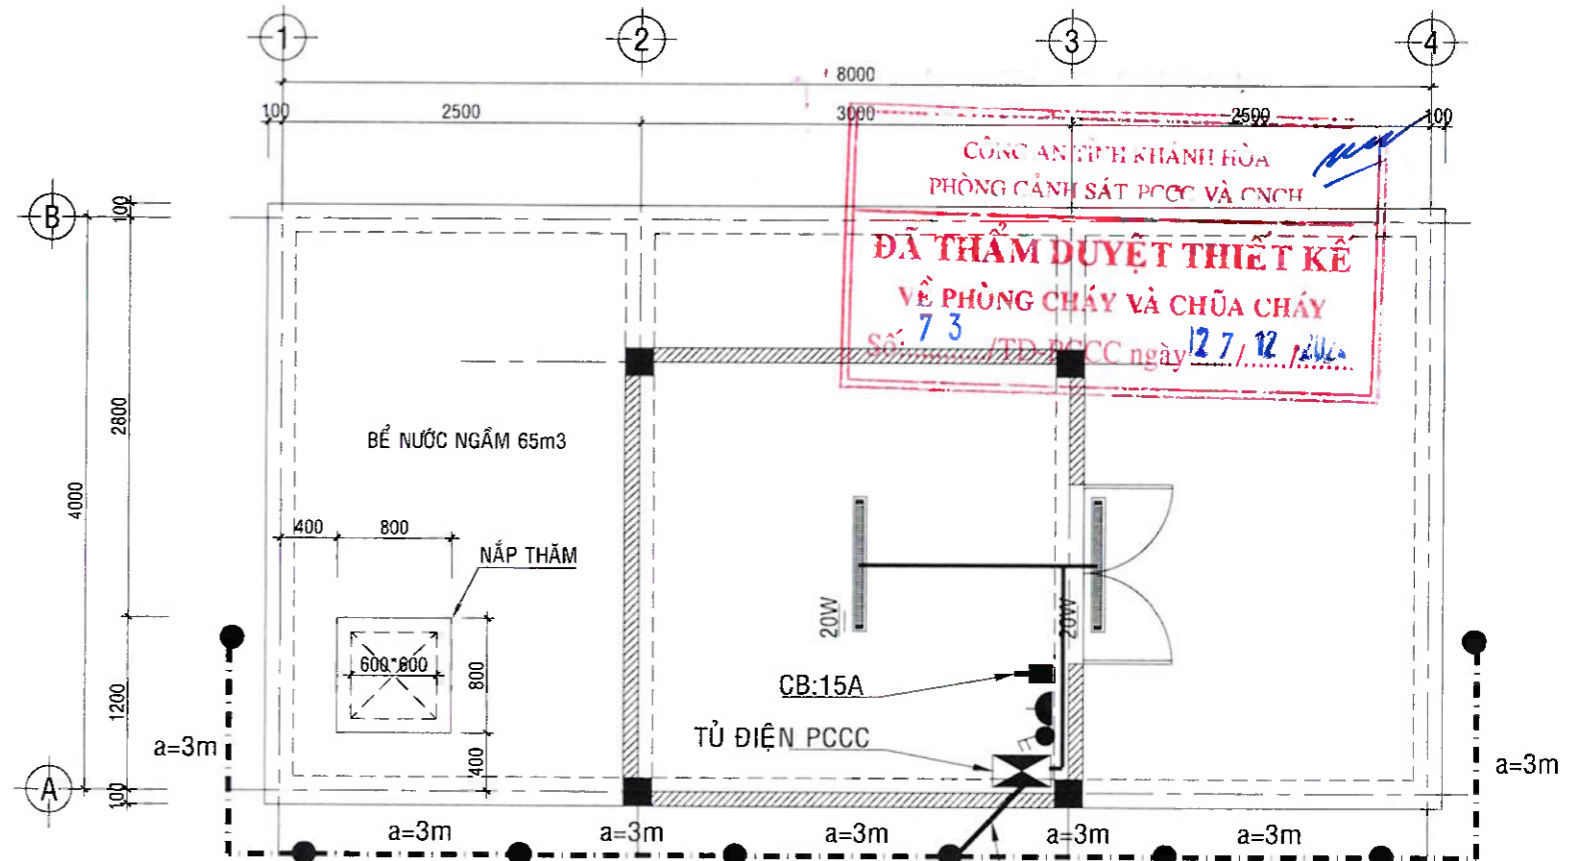 1
2
3
4
8000
100
2500
3000
2500
100
CÔNG AN TỈNH KHÁNH HÒA
PHÒNG CẢNH SÁT PCCC VÀ CNCH
B
100
ĐÃ THẨM DUYỆT THIẾT KẾ
VỀ PHÒNG CHÁY VÀ CHỮA CHÁY
Số: 73 /TD-PCCC ngày 27/ 12 /
2800
BỂ NƯỚC NGẦM 65m3
4000
400
800
NẮP THĂM
20W
20W
600*600
800
CB:15A
1200
TỦ ĐIỆN PCCC
a=3m
400
a=3m
A
100
a=3m
a=3m
a=3m
a=3m
a=3m